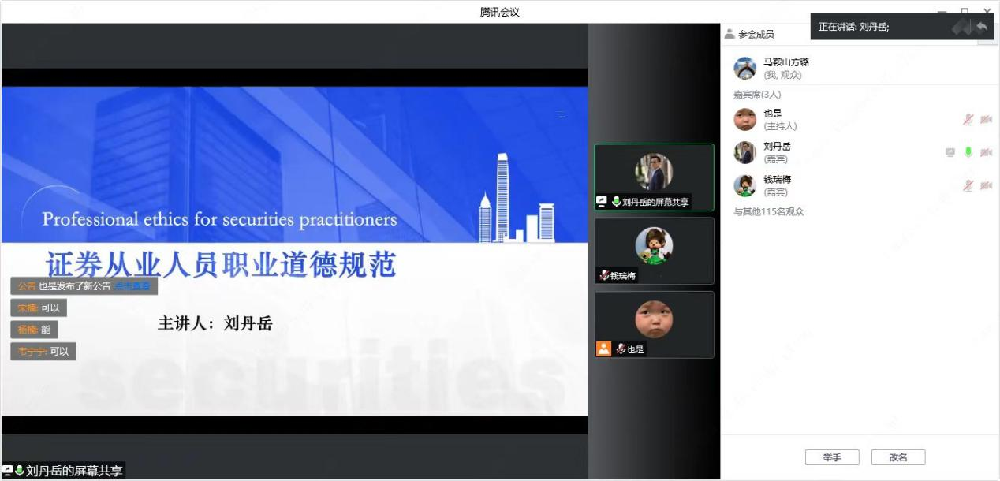 腾讯会议
正在讲话: 刘丹岳;
参会成员
马鞍山方璐
(我, 观众)
嘉宾席(3人)
也是
(主持人)
刘丹岳
(嘉宾)
钱瑞梅
(嘉宾)
与其他115名观众
举手
改名
Professional ethics for securities practitioners
证券从业人员职业道德规范
主讲人：刘丹岳
securities
公告 也是发布了新公告 点击查看
宋楠: 可以
杨楠: 能
韦宁宁: 可以
刘丹岳的屏幕共享
钱瑞梅
也是
刘丹岳的屏幕共享